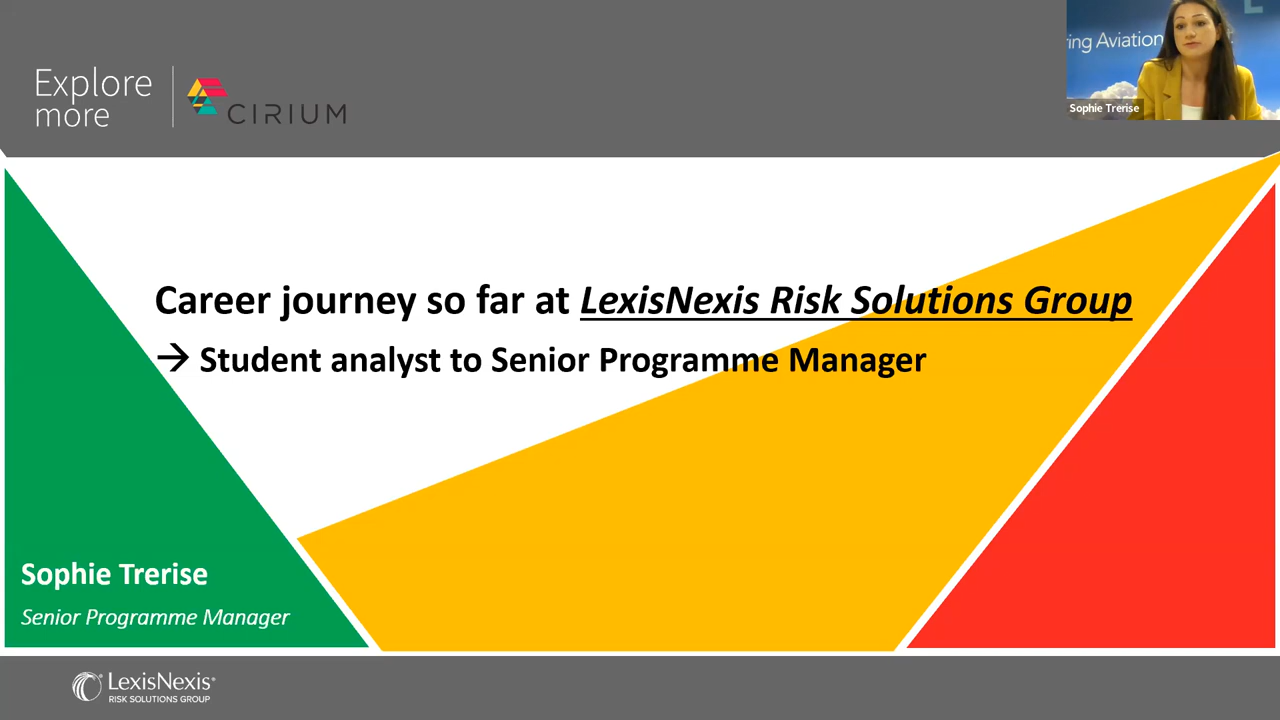 Explore
more
CIRIUM
ring Aviation
Sophie Trerise
Career journey so far at LexisNexis Risk Solutions Group
→ Student analyst to Senior Programme Manager
Sophie Trerise
Senior Programme Manager
LexisNexis®
RISK SOLUTIONS GROUP